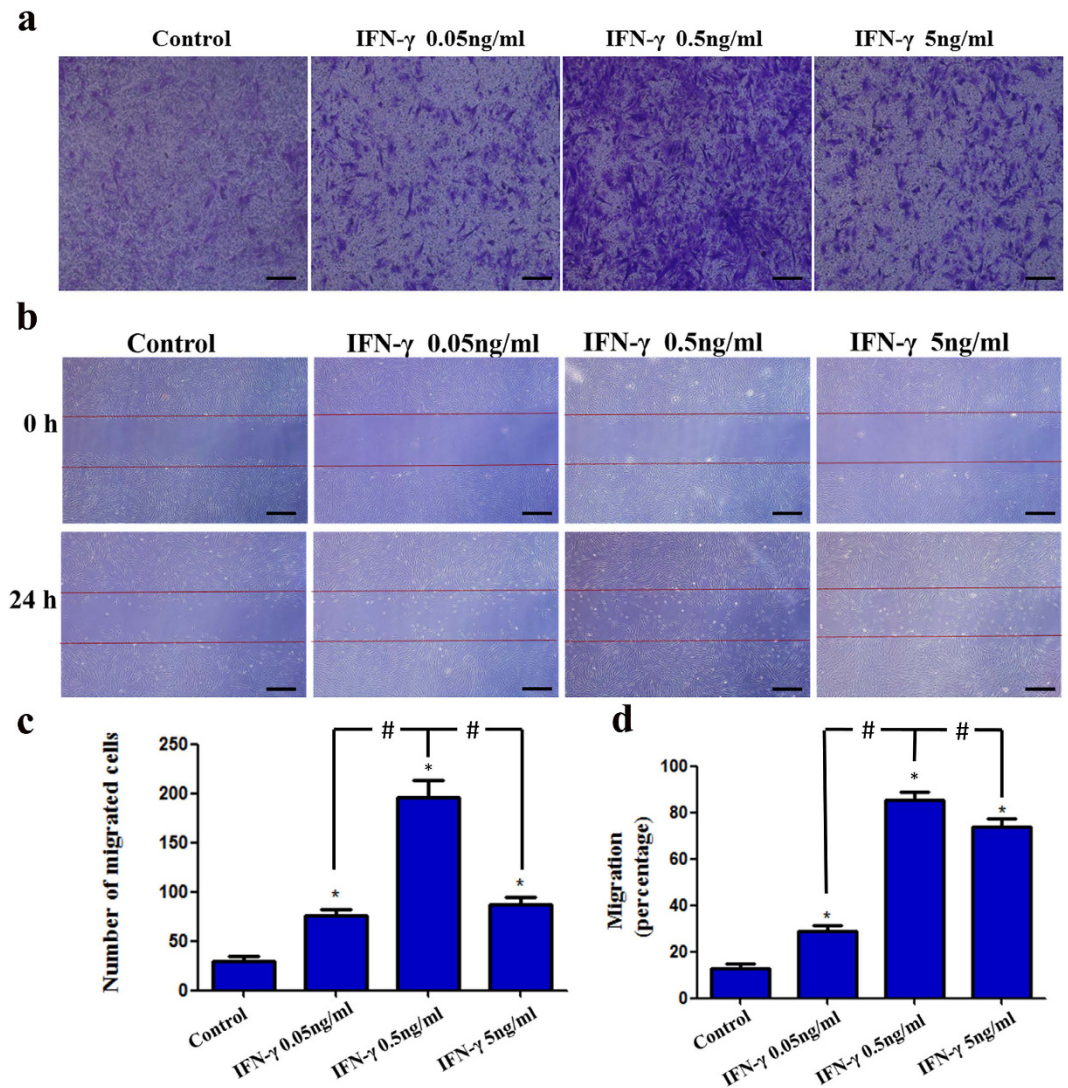 a
Control IFN-γ 0.05ng/ml IFN-γ 0.5ng/ml IFN-γ 5ng/ml
b
Control IFN-γ 0.05ng/ml IFN-γ 0.5ng/ml IFN-γ 5ng/ml
0 h
24 h
c
Number of migrated cells
250
200
150
100
50
0
# #
*
*
*
Control
IFN-γ 0.05ng/ml
IFN-γ 0.5ng/ml
IFN-γ 5ng/ml
d
Migration
(percentage)
100
80
60
40
20
0
# #
*
*
*
Control
IFN-γ 0.05ng/ml
IFN-γ 0.5ng/ml
IFN-γ 5ng/ml